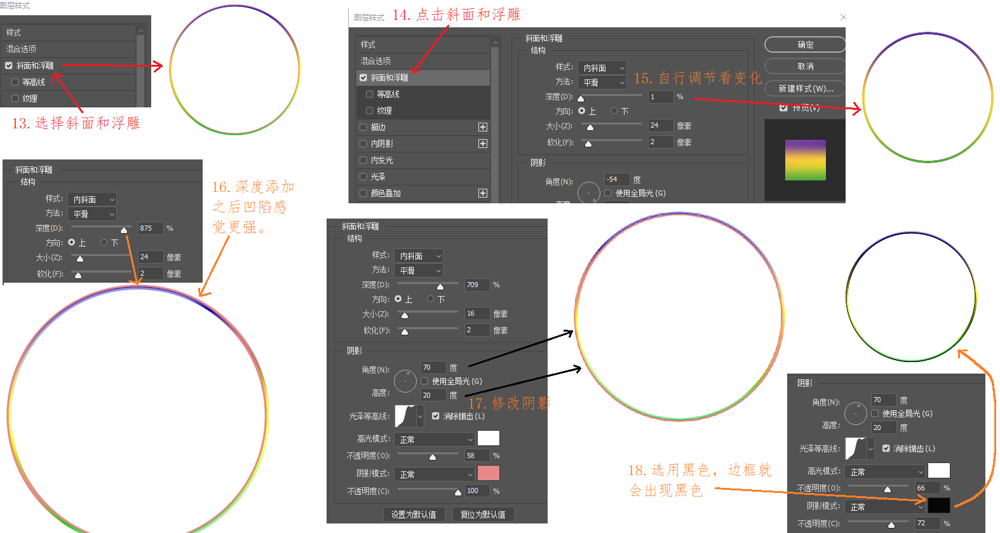 图层样式
样式
混合选项
斜面和浮雕
等高线
纹理
13.选择斜面和浮雕
14.点击斜面和浮雕
图层样式
样式
混合选项
斜面和浮雕
等高线
纹理
描边
内阴影
内发光
光泽
颜色叠加
斜面和浮雕
结构
样式: 内斜面
方法: 平滑
深度(D): 1 %
方向: 上 下
大小(Z): 24 像素
软化(F): 2 像素
阴影
角度(N): -54 度
使用全局光(G)
15.自行调节看变化
确定
取消
新建样式(W)...
预览(V)
斜面和浮雕
结构
样式: 内斜面
方法: 平滑
深度(D): 875 %
方向: 上 下
大小(Z): 24 像素
软化(F): 2 像素
16.深度添加
之后凹陷感
觉更强。
斜面和浮雕
结构
样式: 内斜面
方法: 平滑
深度(D): 709 %
方向: 上 下
大小(Z): 16 像素
软化(F): 2 像素
阴影
角度(N): 70 度
使用全局光(G)
高度: 20 度
17.修改阴影
光泽等高线: 消除锯齿(L)
高光模式: 正常
不透明度(O): 58 %
阴影模式: 正常
不透明度(C): 100 %
设置为默认值 复位为默认值
18.选用黑色，边框就
会出现黑色
阴影
角度(N): 70 度
使用全局光(G)
高度: 20 度
光泽等高线: 消除锯齿(L)
高光模式: 正常
不透明度(O): 66 %
阴影模式: 正常
不透明度(C): 72 %